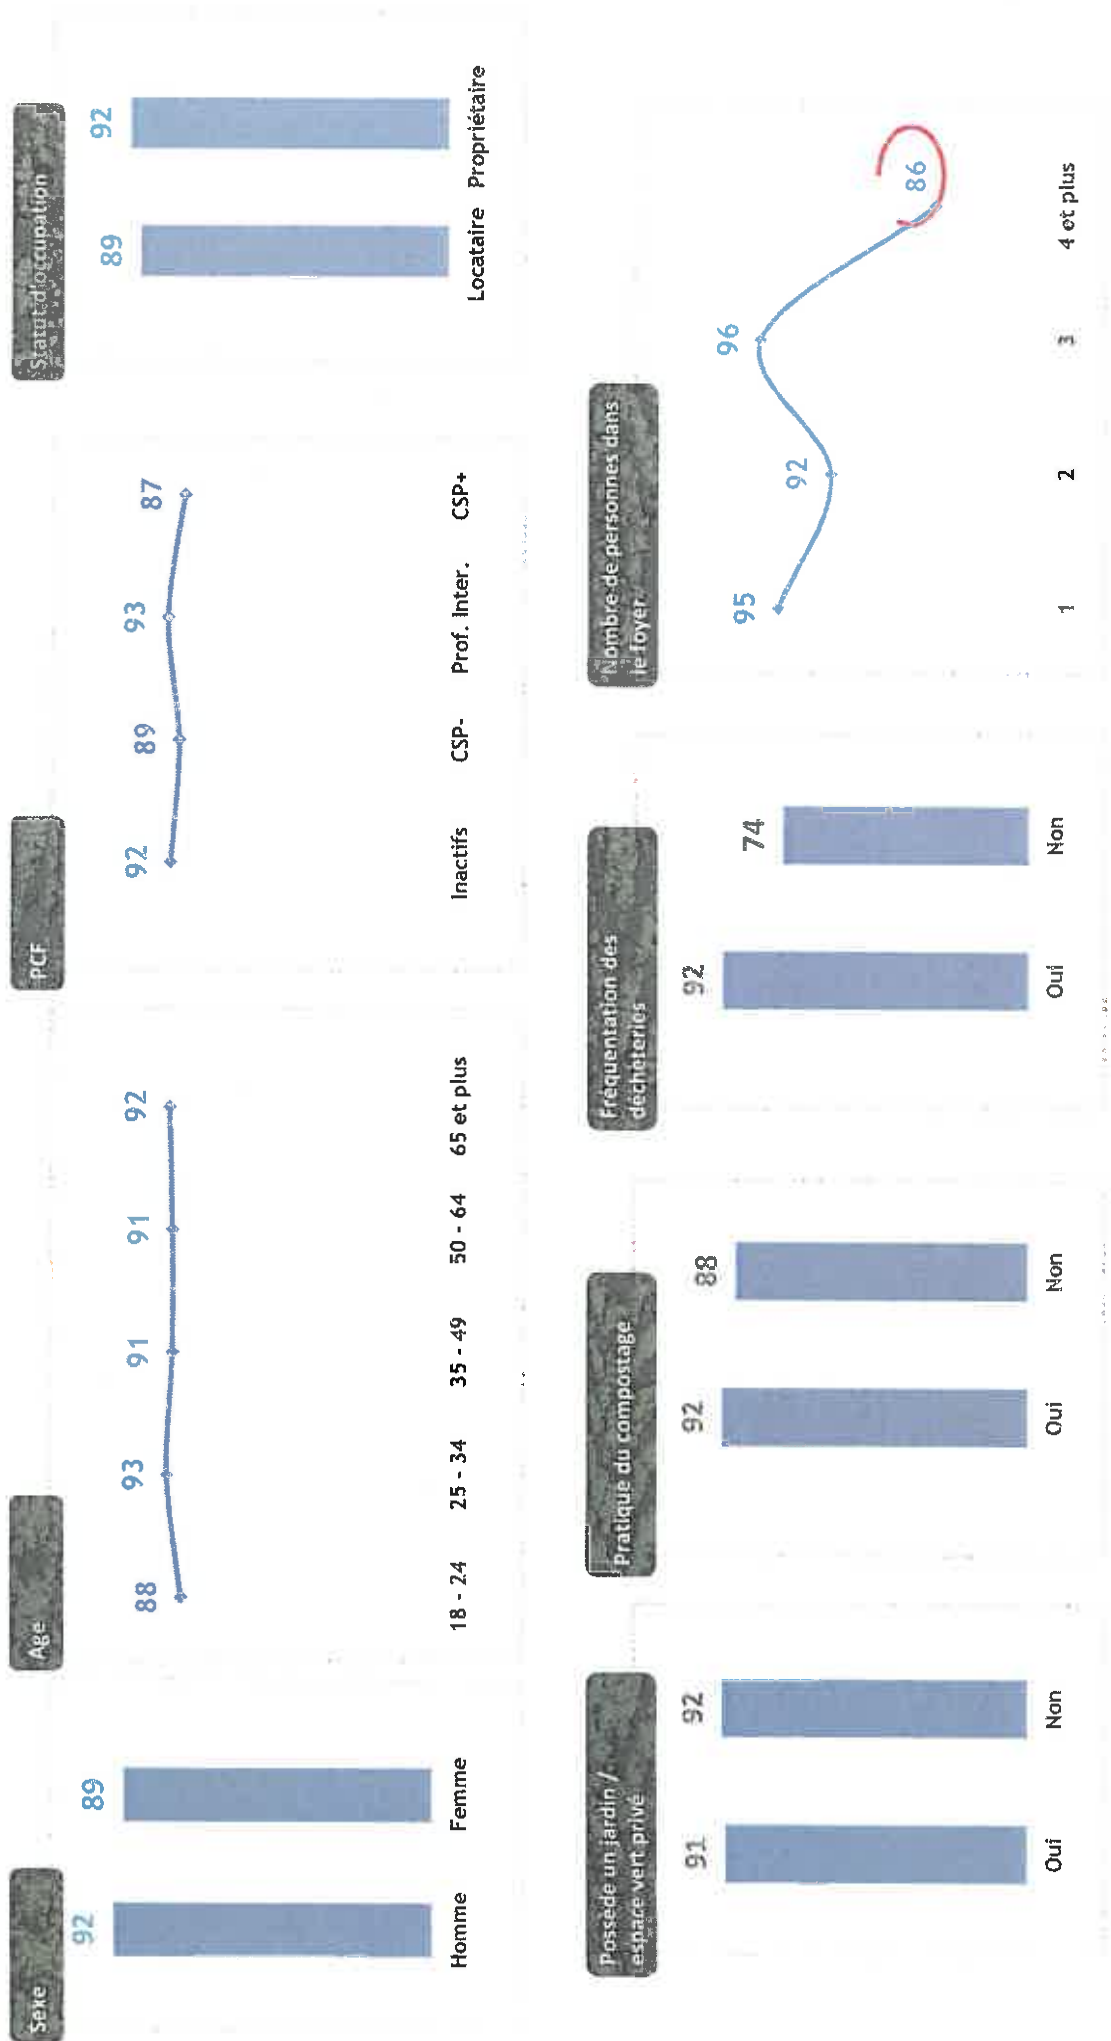 Sexe
92
89
Homme
Femme
Age
88
93
91
91
92
18 - 24
25 - 34
35 - 49
50 - 64
65 et plus
PCF
92
89
93
87
Inactifs
CSP-
Prof. Inter.
CSP+
Statut d'occupation
89
92
Locataire
Propriétaire
Possède un jardin /
espace vert privé
91
92
Oui
Non
Pratique du compostage
92
88
Oui
Non
Fréquentation des
déchèteries
92
74
Oui
Non
Nombre de personnes dans
le foyer
95
92
96
86
1
2
3
4 et plus